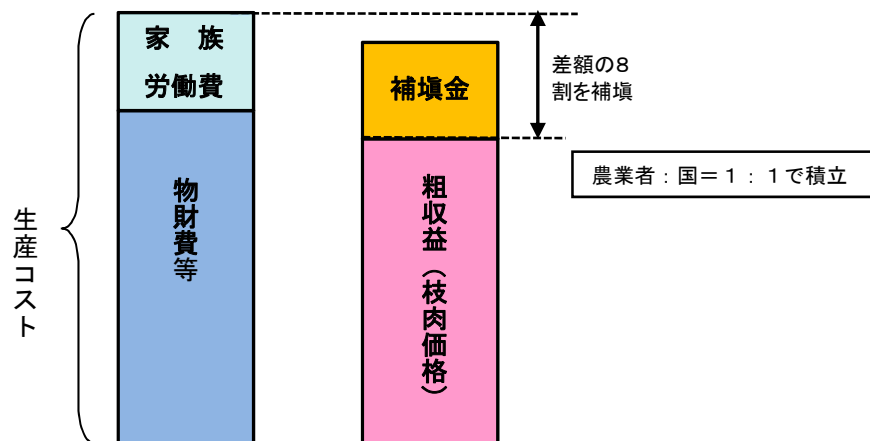 家　族
労働費
物財費等
生産コスト
補塡金
粗収益（枝肉価格）
差額の８
割を補塡
農業者：国＝１：１で積立